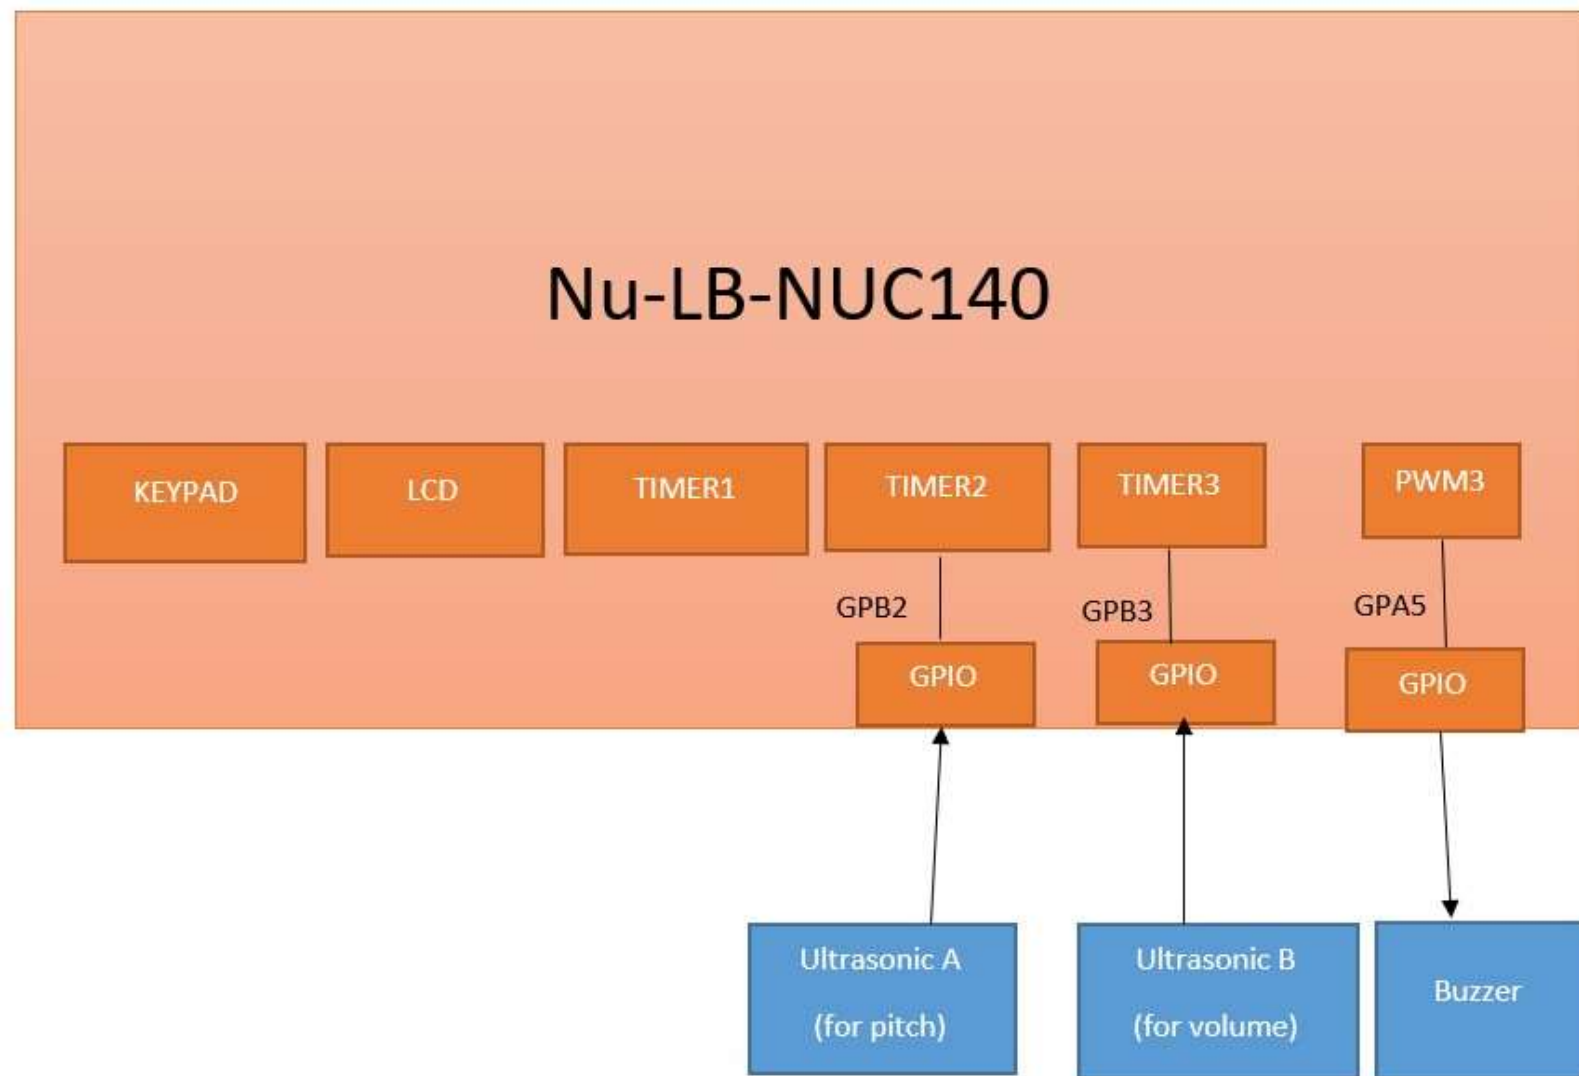 Nu-LB-NUC140
KEYPAD
LCD
TIMER1
TIMER2
TIMER3
PWM3
GPB2
GPB3
GPA5
GPIO
GPIO
GPIO
Ultrasonic A
(for pitch)
Ultrasonic B
(for volume)
Buzzer